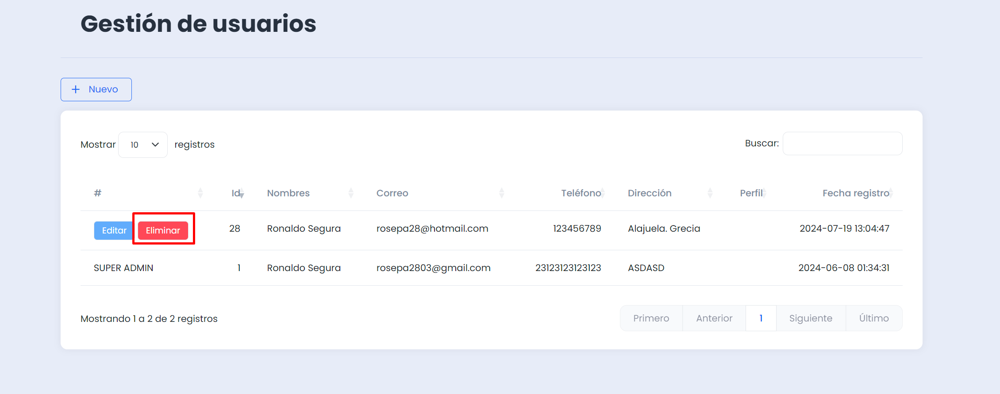 Gestión de usuarios
+ Nuevo
Mostrar 10 registros
Buscar:
# Id Nombres Correo Teléfono Dirección Perfil Fecha registro
Editar Eliminar 28 Ronaldo Segura rosepa28@hotmail.com 123456789 Alajuela. Grecia 2024-07-19 13:04:47
SUPER ADMIN 1 Ronaldo Segura rosepa2803@gmail.com 23123123123123 ASDASD 2024-06-08 01:34:31
Mostrando 1 a 2 de 2 registros
Primero Anterior 1 Siguiente Último